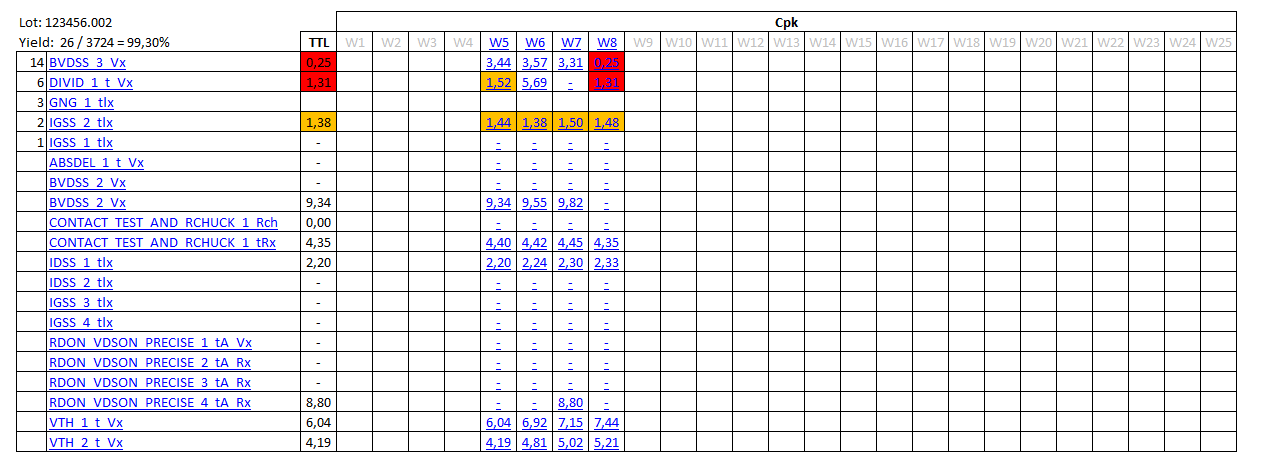 Lot: 123456.002 Cpk
Yield: 26 / 3724 = 99,30% TTL W1 W2 W3 W4 W5 W6 W7 W8 W9 W10 W11 W12 W13 W14 W15 W16 W17 W18 W19 W20 W21 W22 W23 W24 W25
14 BVDSS_3_Vx 0,25 3,44 3,57 3,31 0,25
6 DIVID_1_t_Vx 1,31 1,52 5,69 - 1,31
3 GNG_1_tlx
2 IGSS_2_tlx 1,38 1,44 1,38 1,50 1,48
1 IGSS_1_tlx - - - - -
ABSDEL_1_t_Vx - - - - -
BVDSS_2_Vx - - - - -
BVDSS_2_Vx 9,34 9,34 9,55 9,82 -
CONTACT_TEST_AND_RCHUCK_1_Rch 0,00 - - - -
CONTACT_TEST_AND_RCHUCK_1_tRx 4,35 4,40 4,42 4,45 4,35
IDSS_1_tlx 2,20 2,20 2,24 2,30 2,33
IDSS_2_tlx - - - - -
IGSS_3_tlx - - - - -
IGSS_4_tlx - - - - -
RDON_VDSON_PRECISE_1_tA_Vx - - - - -
RDON_VDSON_PRECISE_2_tA_Rx - - - - -
RDON_VDSON_PRECISE_3_tA_Rx - - - - -
RDON_VDSON_PRECISE_4_tA_Rx 8,80 - - 8,80 -
VTH_1_t_Vx 6,04 6,04 6,92 7,15 7,44
VTH_2_t_Vx 4,19 4,19 4,81 5,02 5,21